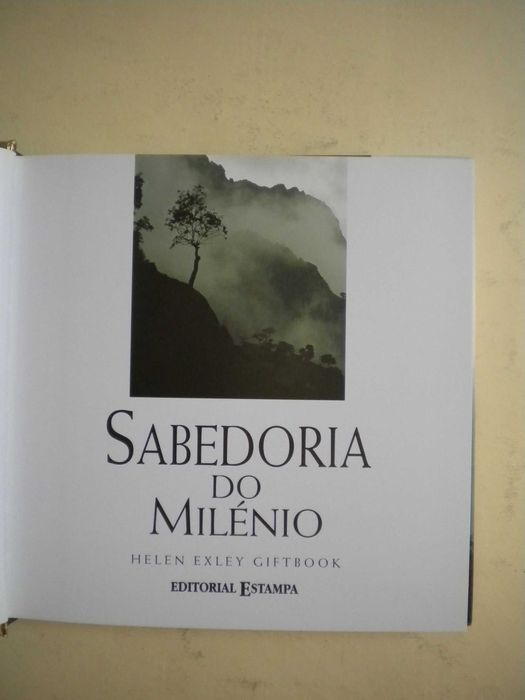 SABEDORIA
DO
MILÉNIO
HELEN EXLEY GIFTBOOK
EDITORIAL ESTAMPA